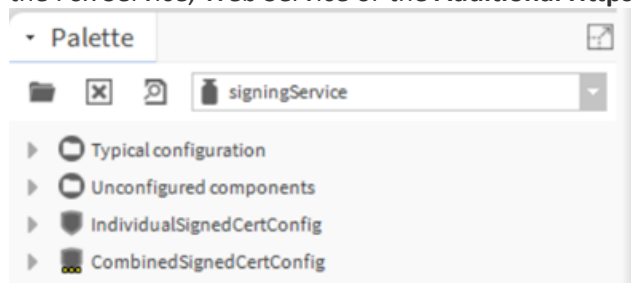 Palette
signingService
Typical configuration
Unconfigured components
IndividualSignedCertConfig
CombinedSignedCertConfig